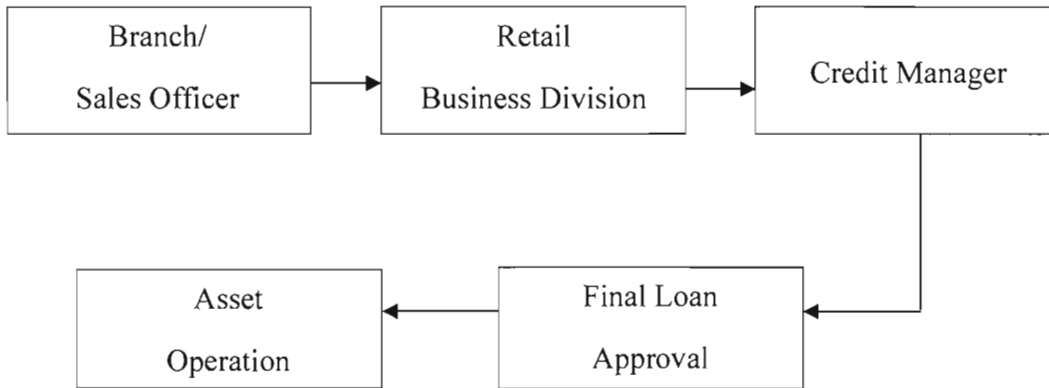 Branch/
Sales Officer
Retail
Business Division
Credit Manager
Final Loan
Approval
Asset
Operation